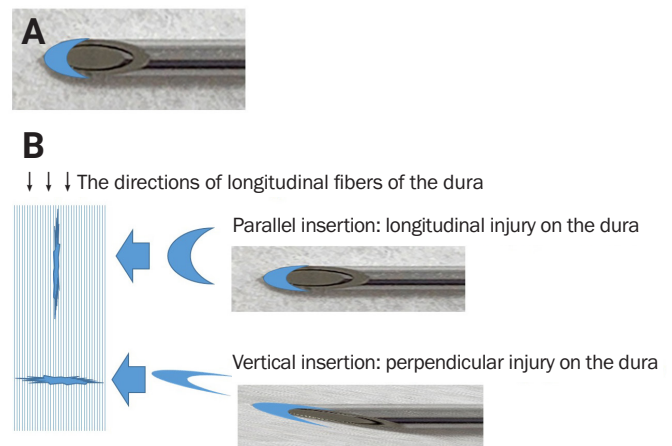 A
B
The directions of longitudinal fibers of the dura
Parallel insertion: longitudinal injury on the dura
Vertical insertion: perpendicular injury on the dura